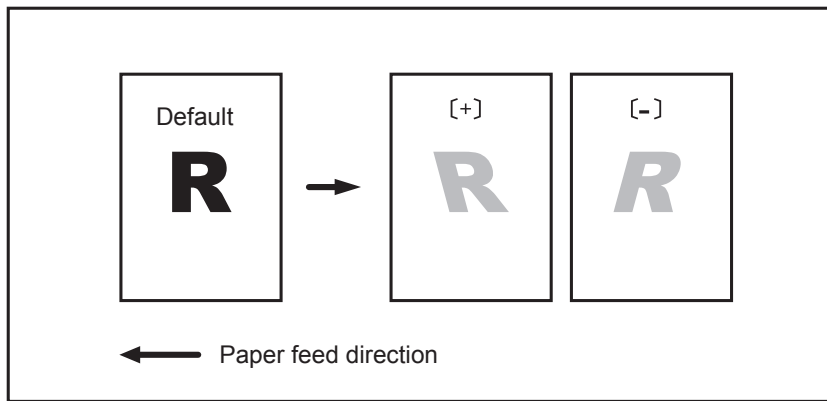 Default
〔+〕
〔-〕
R
R
R
Paper feed direction